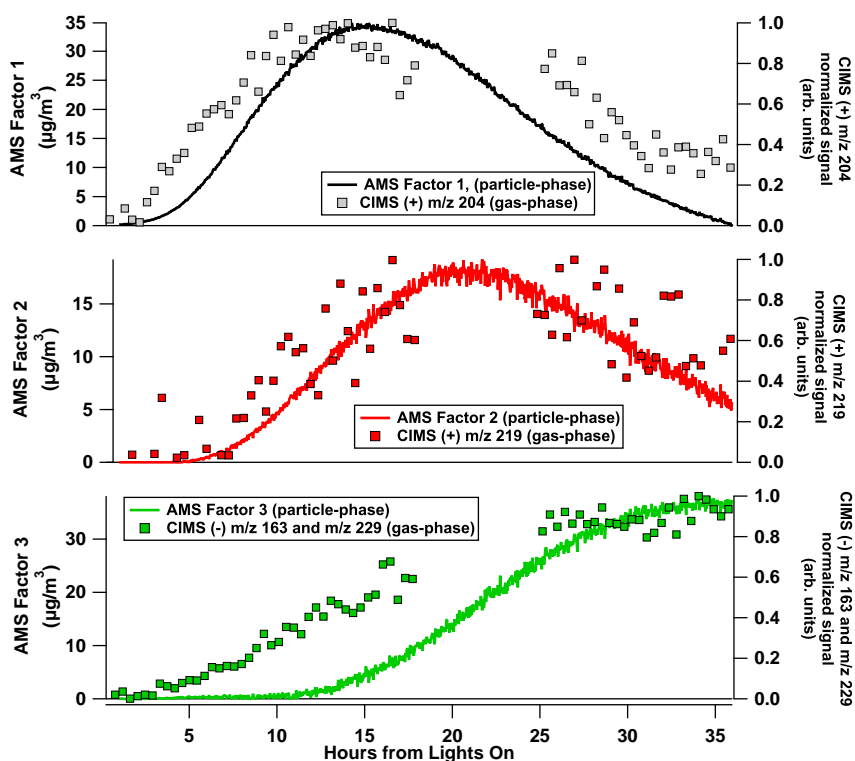 35
30
25
20
15
10
5
0
AMS Factor 1
(µg/m3)
1.0
0.8
0.6
0.4
0.2
0.0
CIMS (+) m/z 204
normalized signal
(arb. units)
AMS Factor 1, (particle-phase)
CIMS (+) m/z 204 (gas-phase)
15
10
5
0
AMS Factor 2
(µg/m3)
1.0
0.8
0.6
0.4
0.2
0.0
CIMS (+) m/z 219
normalized signal
(arb. units)
AMS Factor 2 (particle-phase)
CIMS (+) m/z 219 (gas-phase)
30
20
10
0
AMS Factor 3
(µg/m3)
1.0
0.8
0.6
0.4
0.2
0.0
CIMS (-) m/z 163 and m/z 229
normalized signal
(arb. units)
AMS Factor 3 (particle-phase)
CIMS (-) m/z 163 and m/z 229 (gas-phase)
5 10 15 20 25 30 35
Hours from Lights On